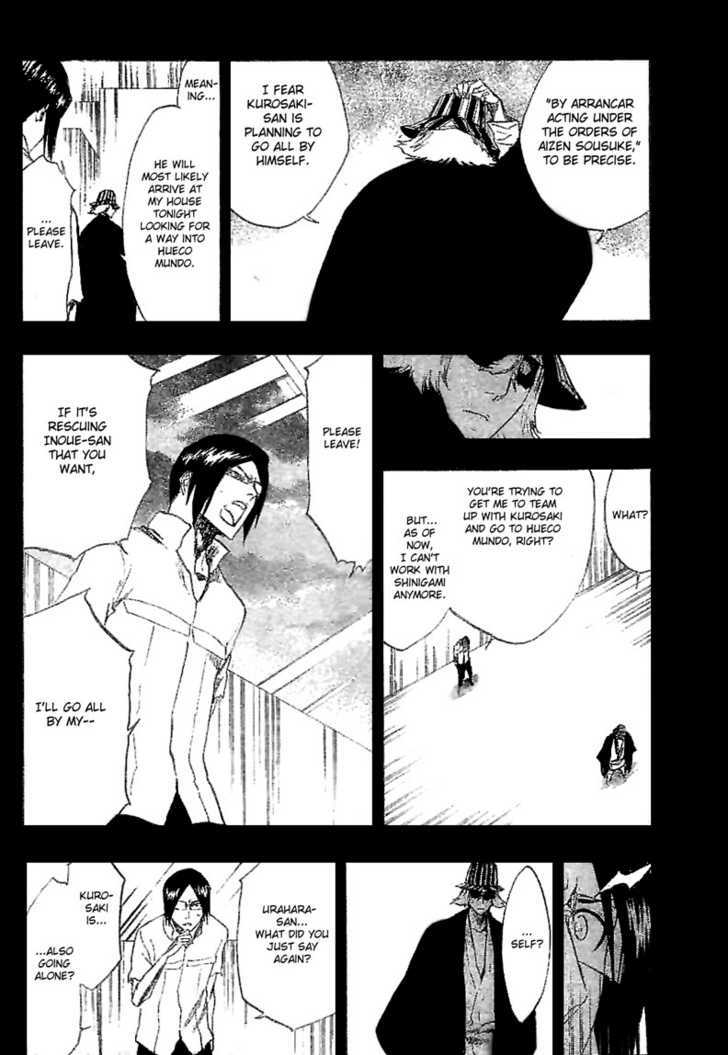 "BY ARRANCAR
ACTING UNDER
THE ORDERS OF
AIZEN SOUSUKE,"
TO BE PRECISE.
I FEAR
KUROSAKI-
SAN IS
PLANNING TO
GO ALL BY
HIMSELF.
MEAN-
ING...
HE WILL
MOST LIKELY
ARRIVE AT
MY HOUSE
TONIGHT
LOOKING FOR
A WAY INTO
HUECO
MUNDO.
...
PLEASE
LEAVE.
WHAT?
YOU'RE TRYING TO
GET ME TO TEAM
UP WITH KUROSAKI
AND GO TO HUECO
MUNDO, RIGHT?
BUT...
AS OF
NOW,
I CAN'T
WORK WITH
SHINIGAMI
ANYMORE.
PLEASE
LEAVE!
IF IT'S
RESCUING
INOUE-SAN
THAT YOU
WANT,
I'LL GO ALL
BY MY--
...
SELF?
URAHARA-
SAN...
WHAT DID YOU
JUST SAY
AGAIN?
KURO-
SAKI
IS...
...ALSO
GOING
ALONE?